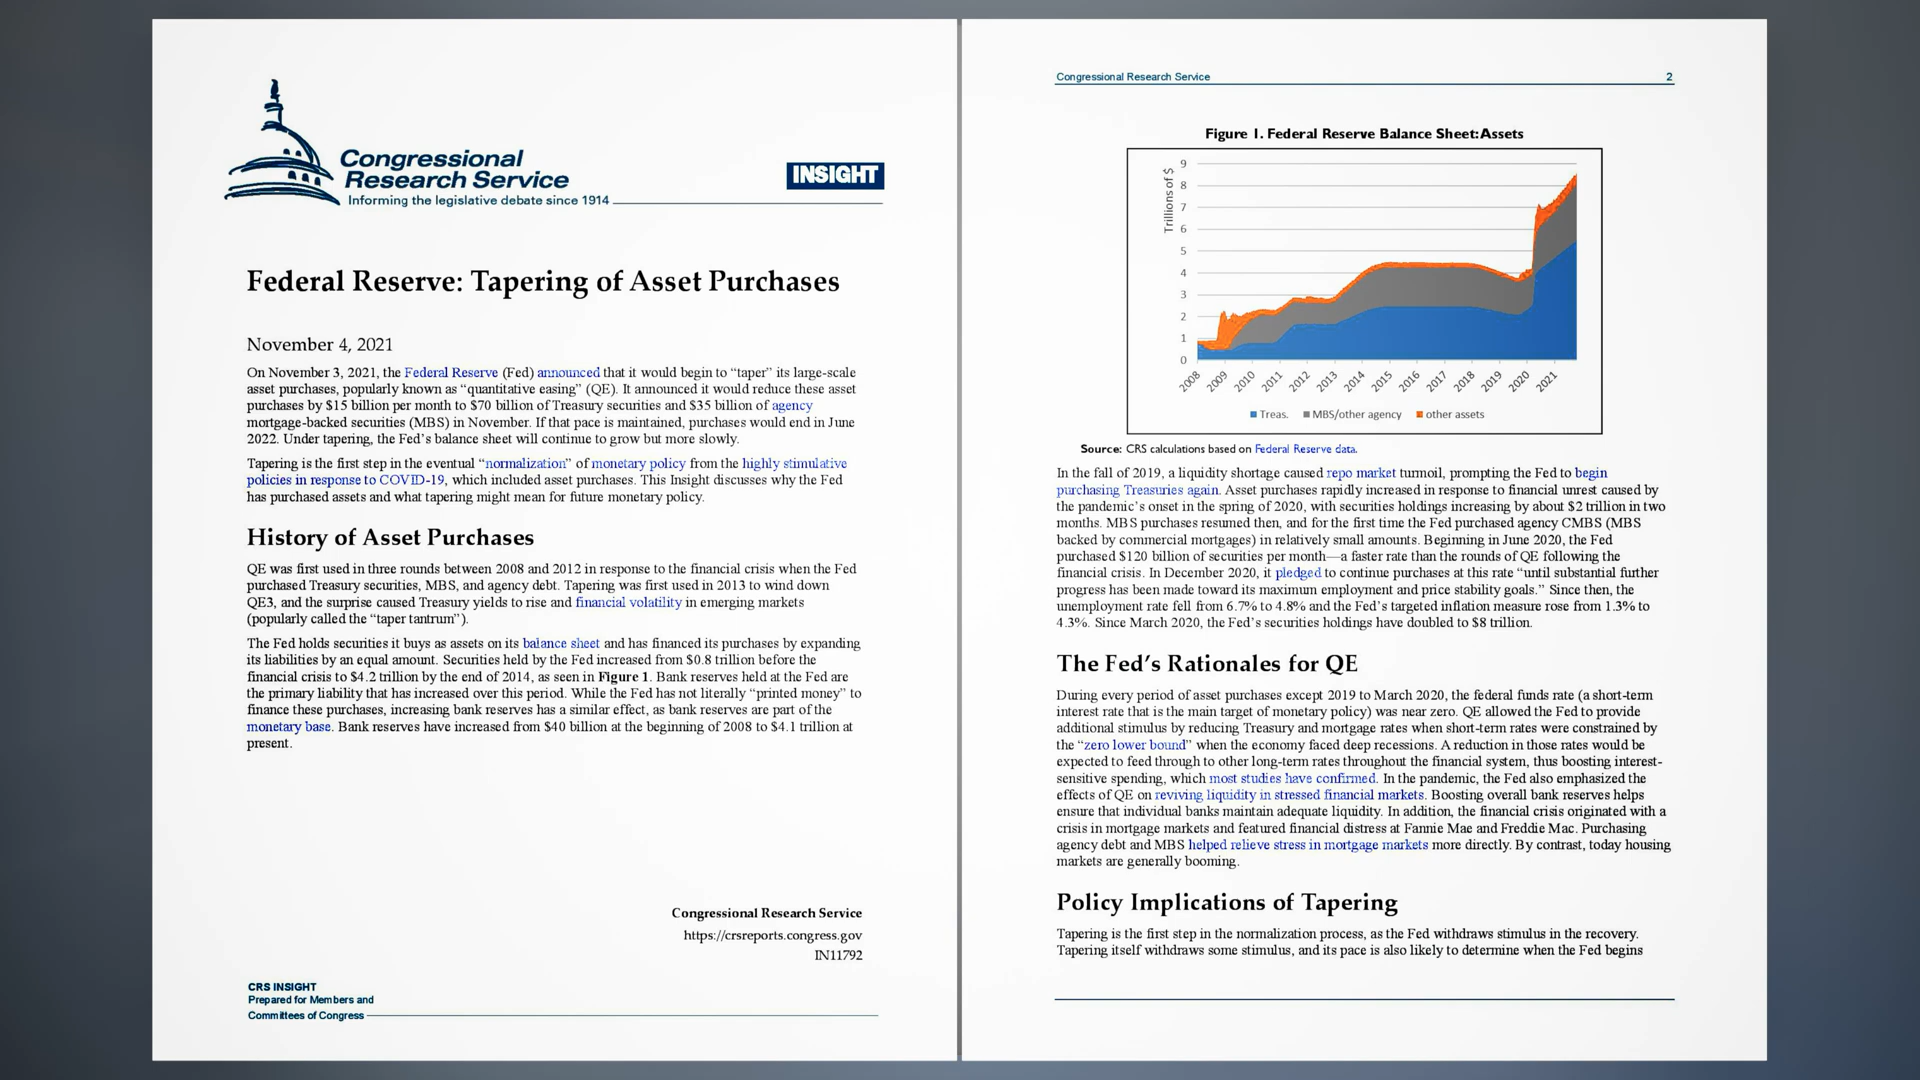 Congressional
Research Service
Informing the legislative debate since 1914
INSIGHT
Federal Reserve: Tapering of Asset Purchases
November 4, 2021
On November 3, 2021, the Federal Reserve (Fed) announced that it would begin to “taper” its large-scale
asset purchases, popularly known as “quantitative easing” (QE). It announced it would reduce these asset
purchases by $15 billion per month to $70 billion of Treasury securities and $35 billion of agency
mortgage-backed securities (MBS) in November. If that pace is maintained, purchases would end in June
2022. Under tapering, the Fed’s balance sheet will continue to grow but more slowly.
Tapering is the first step in the eventual “normalization” of monetary policy from the highly stimulative
policies in response to COVID-19, which included asset purchases. This Insight discusses why the Fed
has purchased assets and what tapering might mean for future monetary policy.
History of Asset Purchases
QE was first used in three rounds between 2008 and 2012 in response to the financial crisis when the Fed
purchased Treasury securities, MBS, and agency debt. Tapering was first used in 2013 to wind down
QE3, and the surprise caused Treasury yields to rise and financial volatility in emerging markets
(popularly called the “taper tantrum”).
The Fed holds securities it buys as assets on its balance sheet and has financed its purchases by expanding
its liabilities by an equal amount. Securities held by the Fed increased from $0.8 trillion before the
financial crisis to $4.2 trillion by the end of 2014, as seen in Figure 1. Bank reserves held at the Fed are
the primary liability that has increased over this period. While the Fed has not literally “printed money” to
finance these purchases, increasing bank reserves has a similar effect, as bank reserves are part of the
monetary base. Bank reserves have increased from $40 billion at the beginning of 2008 to $4.1 trillion at
present.
Congressional Research Service
https://crsreports.congress.gov
IN11792
CRS INSIGHT
Prepared for Members and
Committees of Congress
Congressional Research Service 2
Figure 1. Federal Reserve Balance Sheet: Assets
Trillions of $
9
8
7
6
5
4
3
2
1
0
2008 2009 2010 2011 2012 2013 2014 2015 2016 2017 2018 2019 2020 2021
Treas. MBS/other agency other assets
Source: CRS calculations based on Federal Reserve data.
In the fall of 2019, a liquidity shortage caused repo market turmoil, prompting the Fed to begin
purchasing Treasuries again. Asset purchases rapidly increased in response to financial unrest caused by
the pandemic’s onset in the spring of 2020, with securities holdings increasing by about $2 trillion in two
months. MBS purchases resumed then, and for the first time the Fed purchased agency CMBS (MBS
backed by commercial mortgages) in relatively small amounts. Beginning in June 2020, the Fed
purchased $120 billion of securities per month—a faster rate than the rounds of QE following the
financial crisis. In December 2020, it pledged to continue purchases at this rate “until substantial further
progress has been made toward its maximum employment and price stability goals.” Since then, the
unemployment rate fell from 6.7% to 4.8% and the Fed’s targeted inflation measure rose from 1.3% to
4.3%. Since March 2020, the Fed’s securities holdings have doubled to $8 trillion.
The Fed’s Rationales for QE
During every period of asset purchases except 2019 to March 2020, the federal funds rate (a short-term
interest rate that is the main target of monetary policy) was near zero. QE allowed the Fed to provide
additional stimulus by reducing Treasury and mortgage rates when short-term rates were constrained by
the “zero lower bound” when the economy faced deep recessions. A reduction in those rates would be
expected to feed through to other long-term rates throughout the financial system, thus boosting interest-
sensitive spending, which most studies have confirmed. In the pandemic, the Fed also emphasized the
effects of QE on reviving liquidity in stressed financial markets. Boosting overall bank reserves helps
ensure that individual banks maintain adequate liquidity. In addition, the financial crisis originated with a
crisis in mortgage markets and featured financial distress at Fannie Mae and Freddie Mac. Purchasing
agency debt and MBS helped relieve stress in mortgage markets more directly. By contrast, today housing
markets are generally booming.
Policy Implications of Tapering
Tapering is the first step in the normalization process, as the Fed withdraws stimulus in the recovery.
Tapering itself withdraws some stimulus, and its pace is also likely to determine when the Fed begins